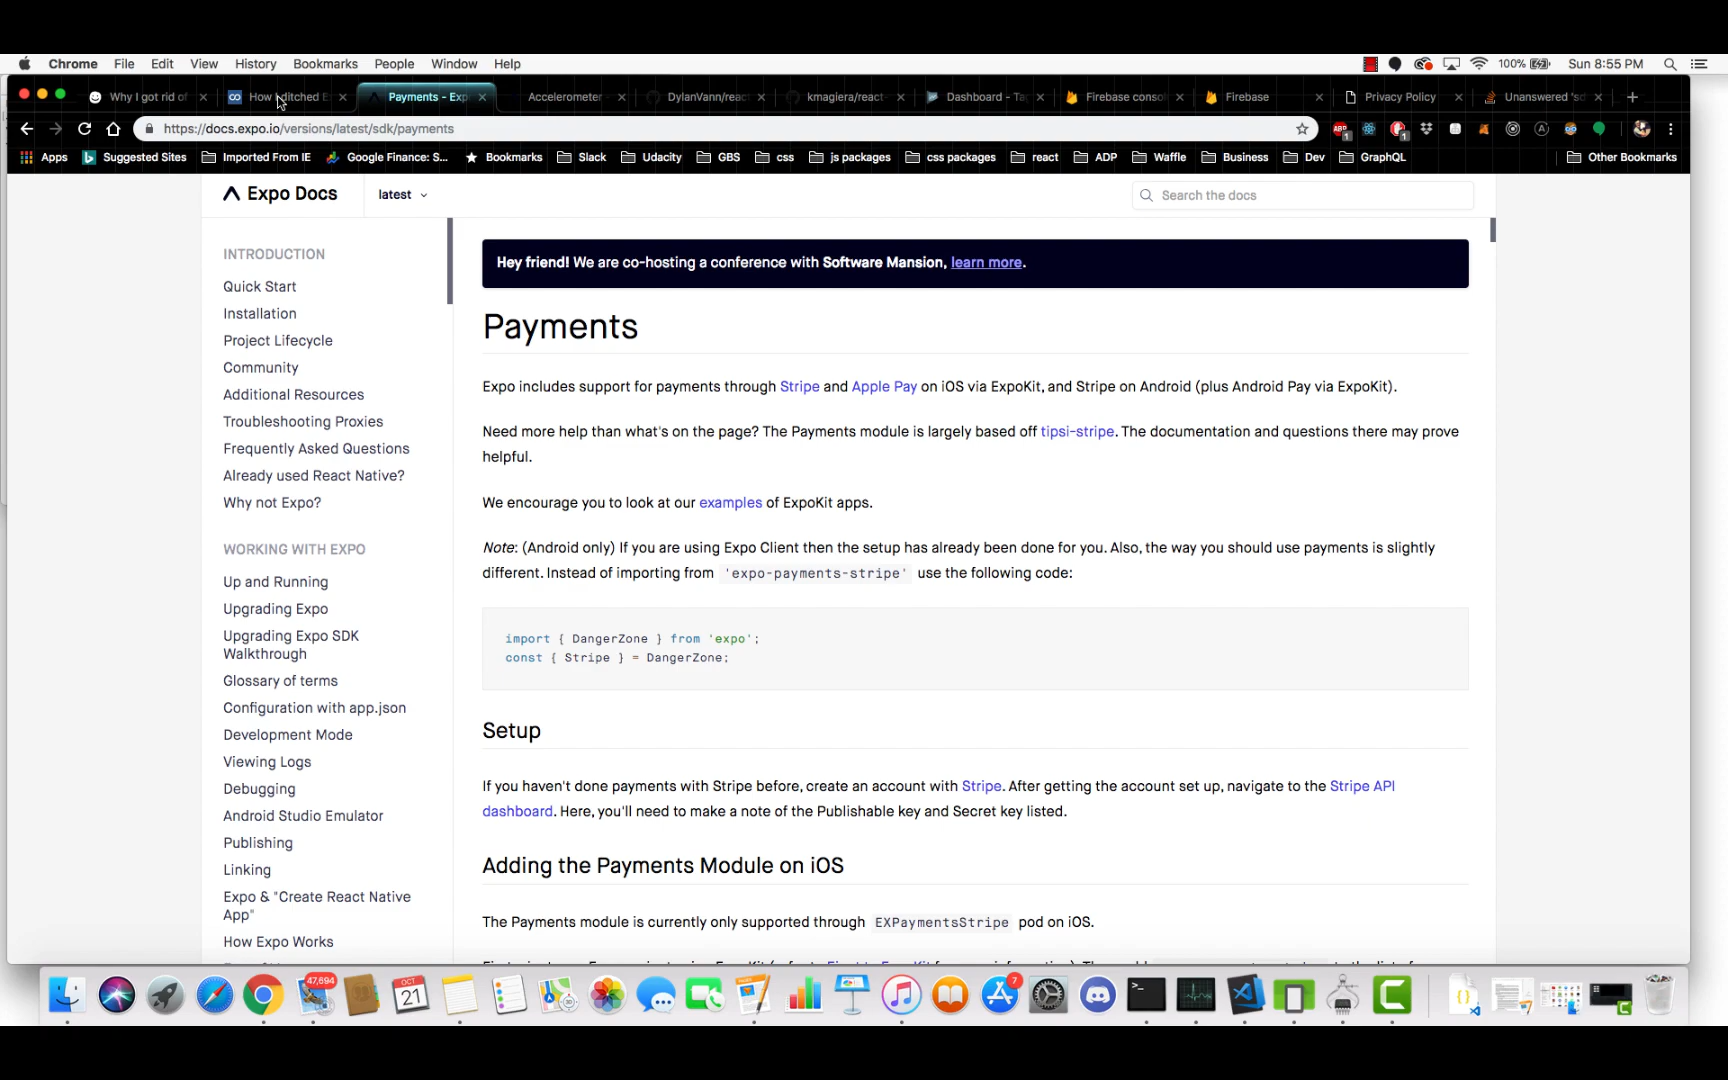 Chrome File Edit View History Bookmarks People Window Help 100% Sun 8:55 PM
Why I got rid of How I ditched E Payments - Exp Accelerometer DylanVann/reac kmagiera/react Dashboard - Ta Firebase conso Firebase Privacy Policy Unanswered 'sd
https://docs.expo.io/versions/latest/sdk/payments
Apps Suggested Sites Imported From IE Google Finance: S... Bookmarks Slack Udacity GBS css js packages css packages react ADP Waffle Business Dev GraphQL Other Bookmarks
Expo Docs latest Search the docs
INTRODUCTION
Quick Start
Installation
Project Lifecycle
Community
Additional Resources
Troubleshooting Proxies
Frequently Asked Questions
Already used React Native?
Why not Expo?
WORKING WITH EXPO
Up and Running
Upgrading Expo
Upgrading Expo SDK
Walkthrough
Glossary of terms
Configuration with app.json
Development Mode
Viewing Logs
Debugging
Android Studio Emulator
Publishing
Linking
Expo & "Create React Native
App"
How Expo Works
Hey friend! We are co-hosting a conference with Software Mansion, learn more.
Payments
Expo includes support for payments through Stripe and Apple Pay on iOS via ExpoKit, and Stripe on Android (plus Android Pay via ExpoKit).
Need more help than what's on the page? The Payments module is largely based off tipsi-stripe. The documentation and questions there may prove
helpful.
We encourage you to look at our examples of ExpoKit apps.
Note: (Android only) If you are using Expo Client then the setup has already been done for you. Also, the way you should use payments is slightly
different. Instead of importing from 'expo-payments-stripe' use the following code:
import { DangerZone } from 'expo';
const { Stripe } = DangerZone;
Setup
If you haven't done payments with Stripe before, create an account with Stripe. After getting the account set up, navigate to the Stripe API
dashboard. Here, you'll need to make a note of the Publishable key and Secret key listed.
Adding the Payments Module on iOS
The Payments module is currently only supported through EXPaymentsStripe pod on iOS.
47,694 OCT 21 7